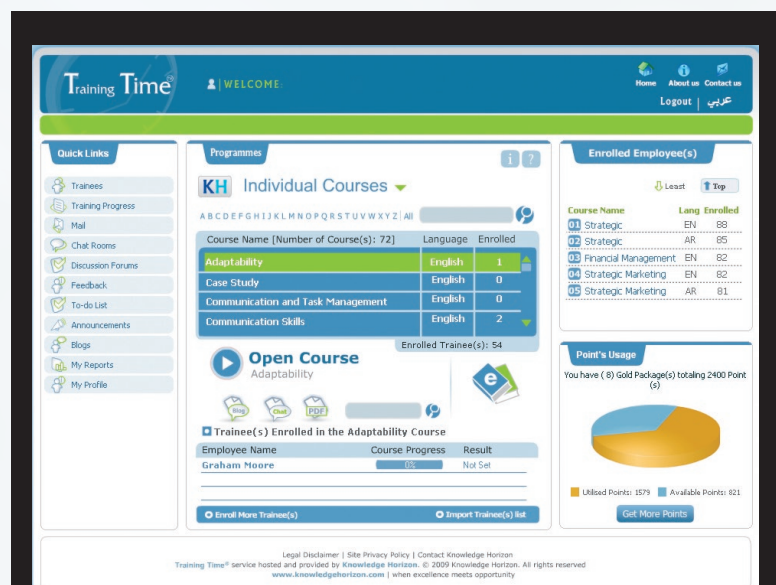 Training Time®
WELCOME:
Home About us Contact us
Logout | عربي
Quick Links
Trainees
Training Progress
Mail
Chat Rooms
Discussion Forums
Feedback
To-do List
Announcements
Blogs
My Reports
My Profile
Programmes
i ?
KH Individual Courses
A B C D E F G H I J K L M N O P Q R S T U V W X Y Z | All
Course Name [Number of Course(s): 72] Language Enrolled
Adaptability English 1
Case Study English 0
Communication and Task Management English 0
Communication Skills English 2
Enrolled Trainee(s): 54
Open Course
Adaptability
e
Blog Chat PDF
Trainee(s) Enrolled in the Adaptability Course
Employee Name Course Progress Result
Graham Moore 0% Not Set
Enroll More Trainee(s) Import Trainee(s) list
Enrolled Employee(s)
Least Top
Course Name Lang Enrolled
01 Strategic EN 88
02 Strategic AR 85
03 Financial Management EN 82
04 Strategic Marketing EN 82
05 Strategic Marketing AR 81
Point's Usage
You have ( 8) Gold Package(s) totaling 2400 Point
(s)
Utilised Points: 1579 Available Points: 821
Get More Points
Legal Disclaimer | Site Privacy Policy | Contact Knowledge Horizon
Training Time® service hosted and provided by Knowledge Horizon. © 2009 Knowledge Horizon. All rights reserved
www.knowledgehorizon.com | when excellence meets opportunity